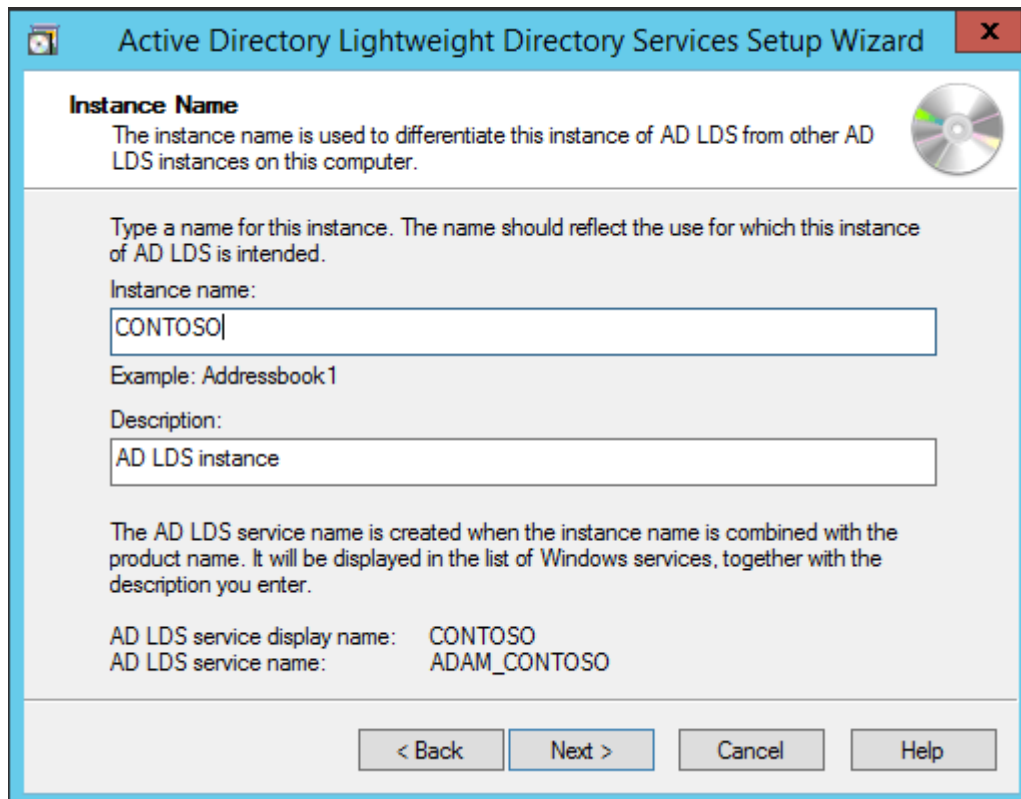 Active Directory Lightweight Directory Services Setup Wizard
x
Instance Name
The instance name is used to differentiate this instance of AD LDS from other AD
LDS instances on this computer.
Type a name for this instance. The name should reflect the use for which this instance
of AD LDS is intended.
Instance name:
CONTOSO
Example: Addressbook1
Description:
AD LDS instance
The AD LDS service name is created when the instance name is combined with the
product name. It will be displayed in the list of Windows services, together with the
description you enter.
AD LDS service display name: CONTOSO
AD LDS service name: ADAM_CONTOSO
< Back Next > Cancel Help